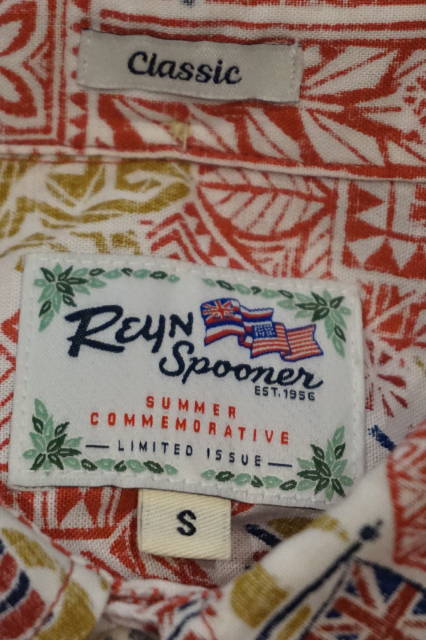 Classic
REYN
Spooner
EST. 1956
SUMMER
COMMEMORATIVE
LIMITED ISSUE
S